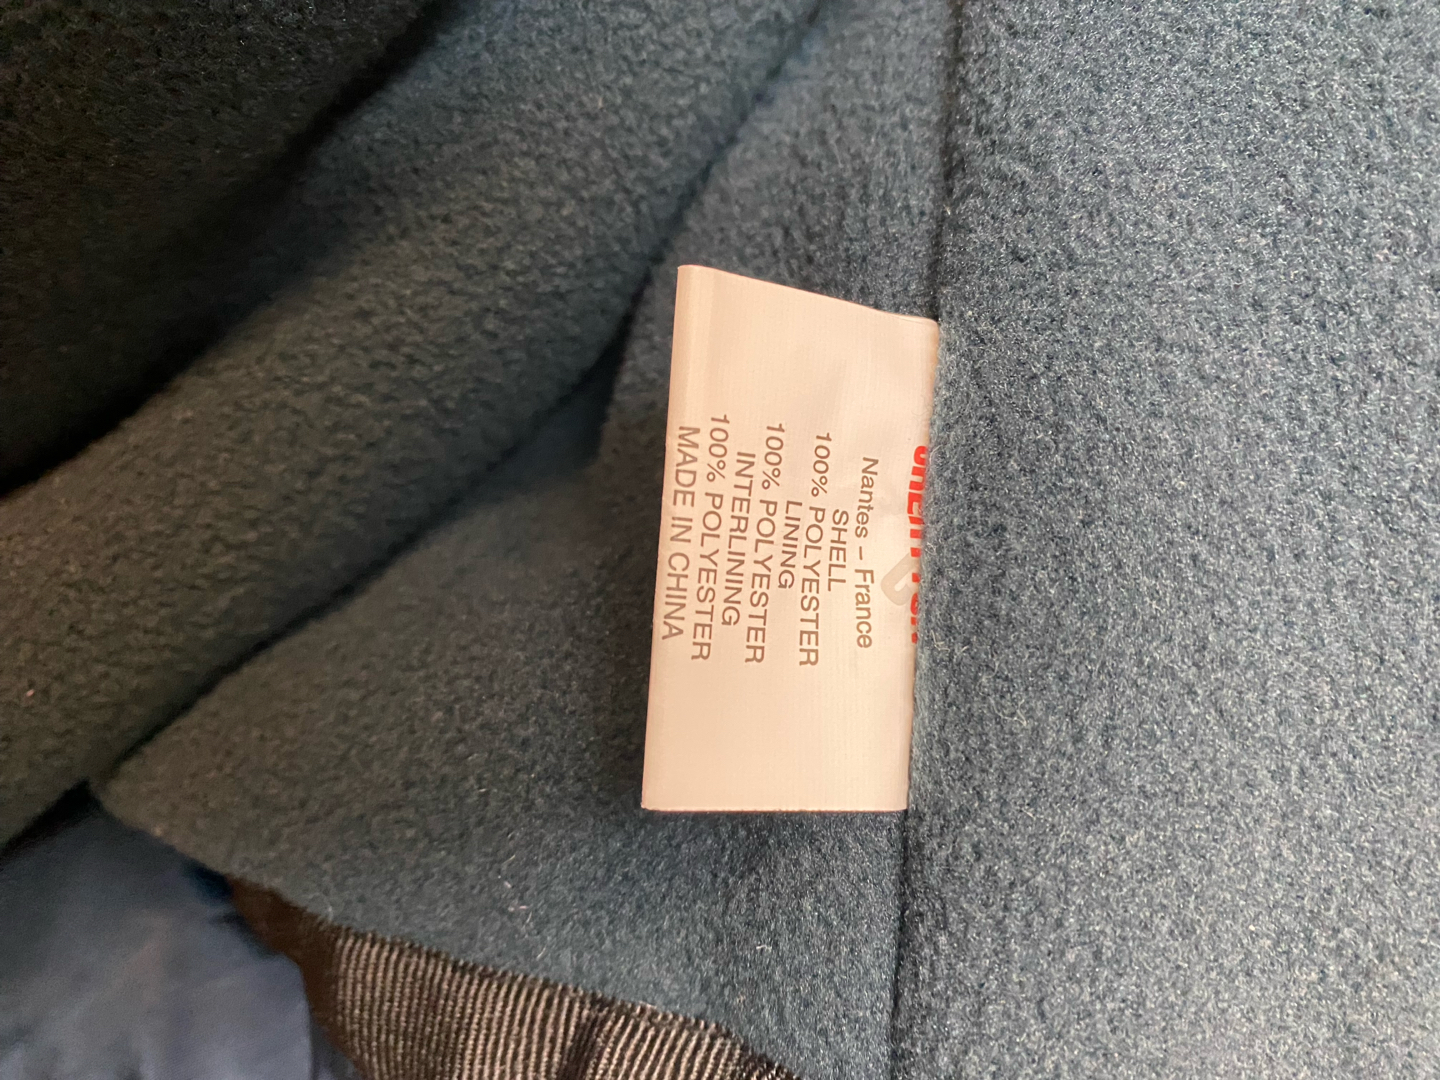 Nantes – France
SHELL
100% POLYESTER
LINING
100% POLYESTER
INTERLINING
100% POLYESTER
MADE IN CHINA